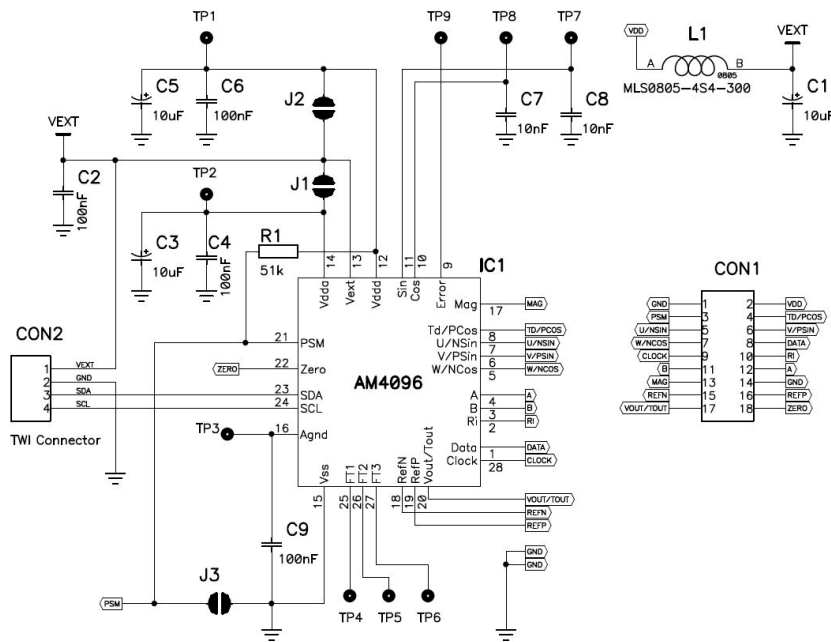 TP1
TP9
TP8
TP7
VDD
L1
VEXT
A
B
0805
MLS0805-4S4-300
C1
10uF
C5
10uF
C6
100nF
J2
C7
10nF
C8
10nF
VEXT
C2
100nF
TP2
J1
C3
10uF
C4
100nF
R1
51k
14
13
12
11
10
9
IC1
Vdda
Vext
Vddd
Sin
Cos
Error
Mag
17
MAG
Td/PCos
8
TD/PCOS
U/NSin
7
U/NSIN
V/PSin
6
V/PSIN
W/NCos
5
W/NCOS
21
PSM
ZERO
22
Zero
23
SDA
24
SCL
AM4096
A
4
A
B
3
B
Ri
2
RI
Data
1
DATA
Clock
28
CLOCK
TP3
16
Agnd
Vss
FT1
FT2
FT3
RefN
RefP
Vout/Tout
15
25
26
27
18
19
20
VOUT/TOUT
REFN
REFP
CON2
1
VEXT
2
GND
3
SDA
4
SCL
TWI Connector
C9
100nF
J3
PSM
TP4
TP5
TP6
GND
GND
CON1
GND
1
2
VDD
PSM
3
4
TD/PCOS
U/NSIN
5
6
V/PSIN
W/NCOS
7
8
DATA
CLOCK
9
10
RI
B
11
12
A
MAG
13
14
GND
REFN
15
16
REFP
VOUT/TOUT
17
18
ZERO